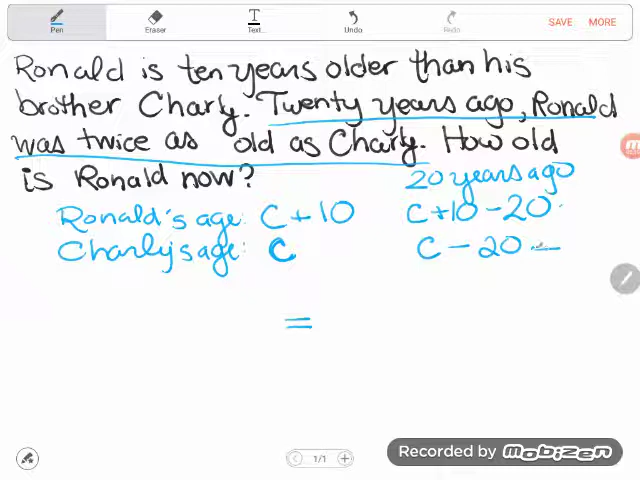 Pen
Eraser
Text..
Undo
Redo
SAVE
MORE
Ronald is ten years older than his
brother Charly. Twenty years ago, Ronald
was twice as old as Charly. How old
is Ronald now? 20 years ago
Ronald's age: C+10 C+10-20
Charly's age: C C-20
=
1/1
Recorded by mobizen